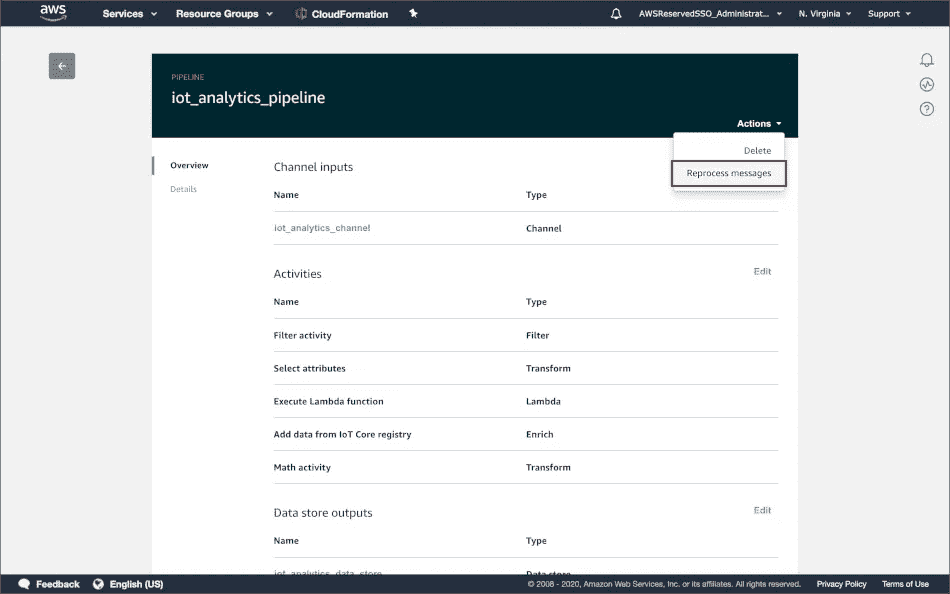 aws Services Resource Groups CloudFormation AWSReservedSSO_Administrat... N. Virginia Support
PIPELINE
iot_analytics_pipeline
Actions
Delete
Reprocess messages
Overview
Details
Channel inputs
Name Type
iot_analytics_channel Channel
Activities Edit
Name Type
Filter activity Filter
Select attributes Transform
Execute Lambda function Lambda
Add data from IoT Core registry Enrich
Math activity Transform
Data store outputs Edit
Name Type
iot_analytics_data_store Data store
Feedback English (US) © 2008 - 2020, Amazon Web Services, Inc. or its affiliates. All rights reserved. Privacy Policy Terms of Use